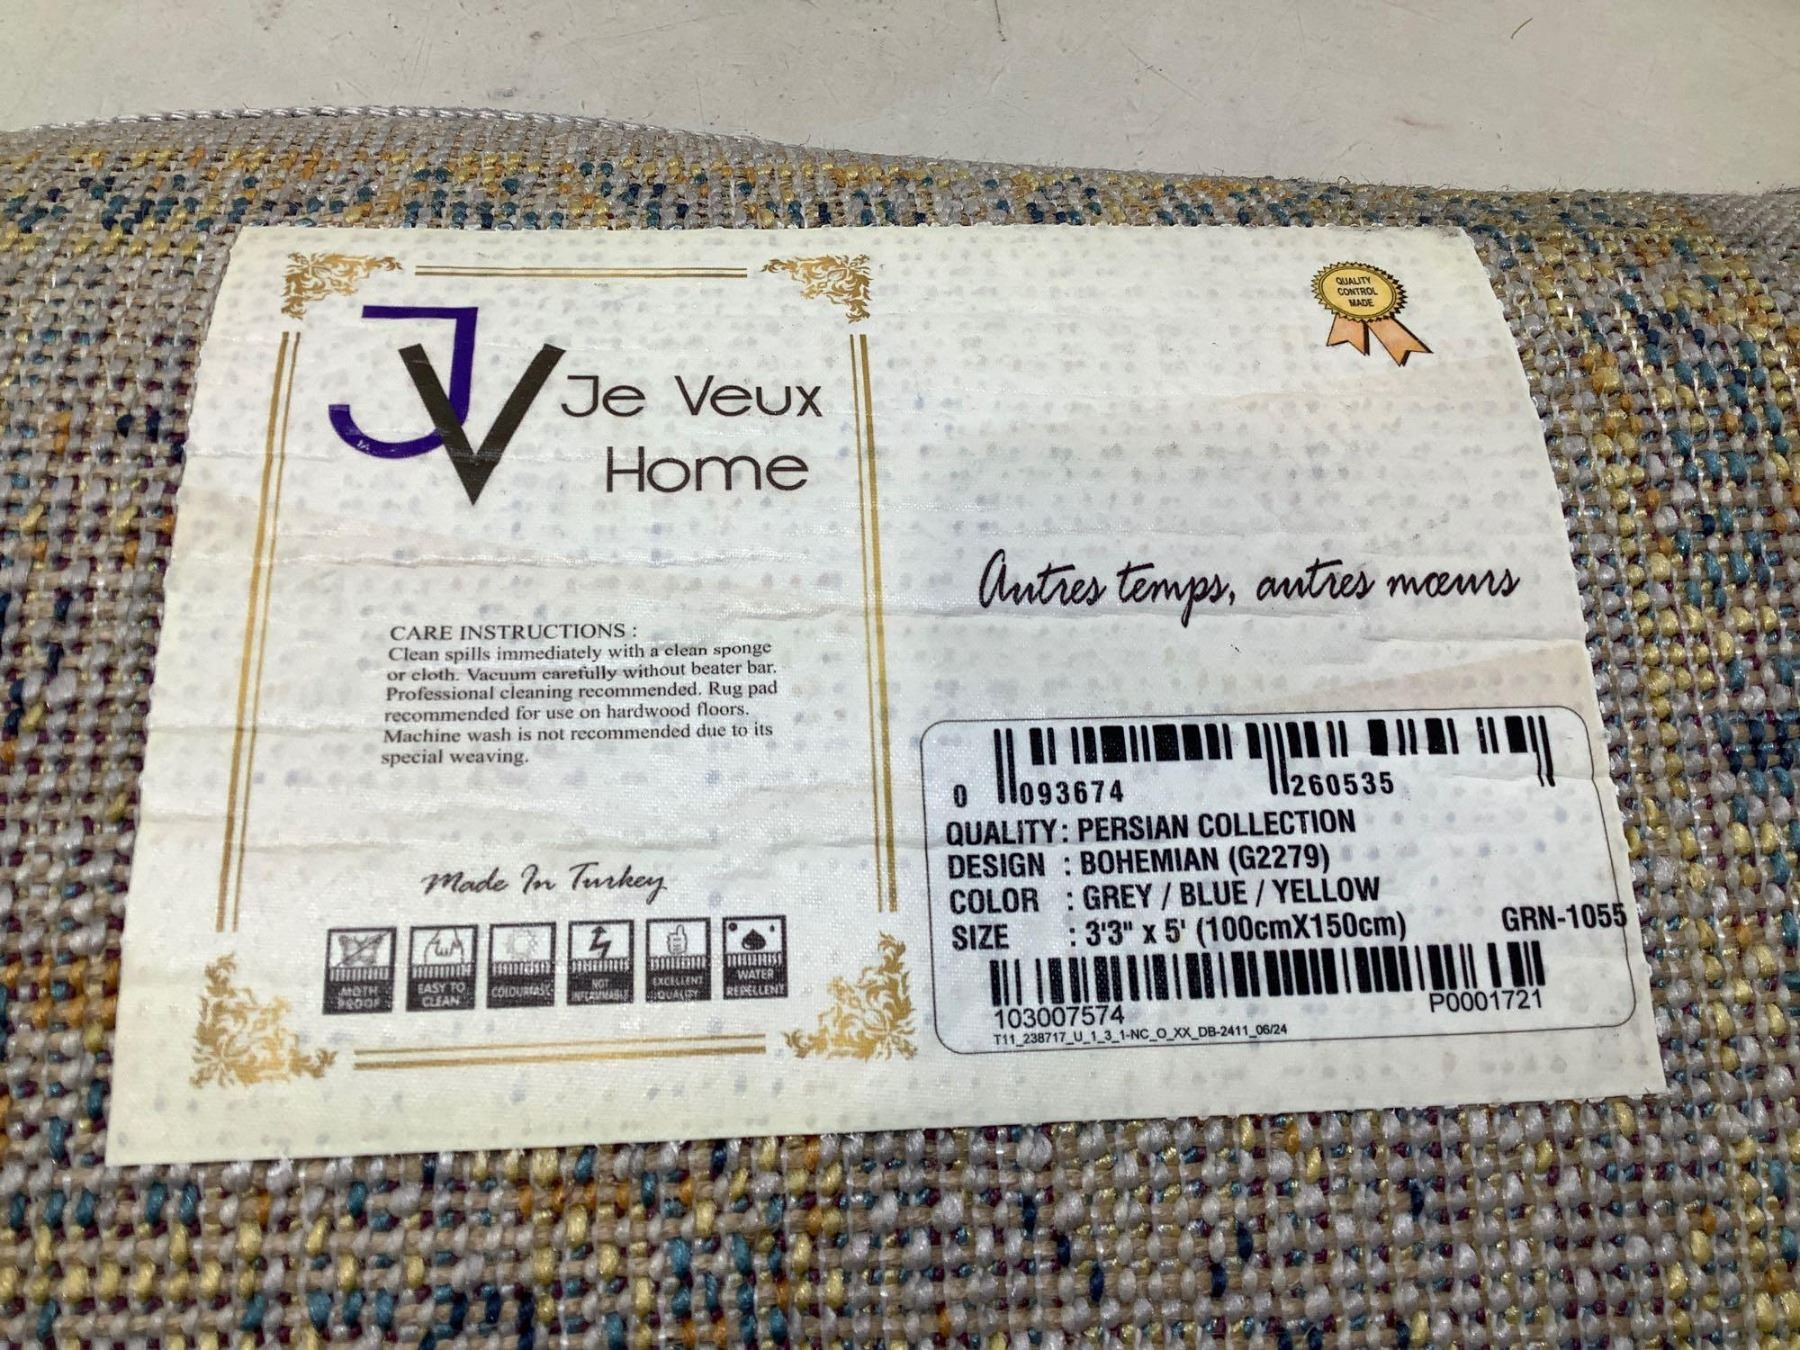 JV
Je Veux
Home
CARE INSTRUCTIONS :
Clean spills immediately with a clean sponge
or cloth. Vacuum carefully without beater bar.
Professional cleaning recommended. Rug pad
recommended for use on hardwood floors.
Machine wash is not recommended due to its
special weaving.
Made In Turkey
MOTH
PROOF
EASY TO
CLEAN
COLOURFAST
NOT
INFLAMMABLE
EXCELLENT
QUALITY
WATER
REPELLENT
QUALITY
CONTROL
MADE
Autres temps, autres mœurs
0 093674 260535
QUALITY : PERSIAN COLLECTION
DESIGN : BOHEMIAN (G2279)
COLOR : GREY / BLUE / YELLOW
SIZE : 3'3" x 5' (100cmX150cm) GRN-1055
103007574 P0001721
T11_238717_U_1_3_1-NC_O_XX_DB-2411_06/24